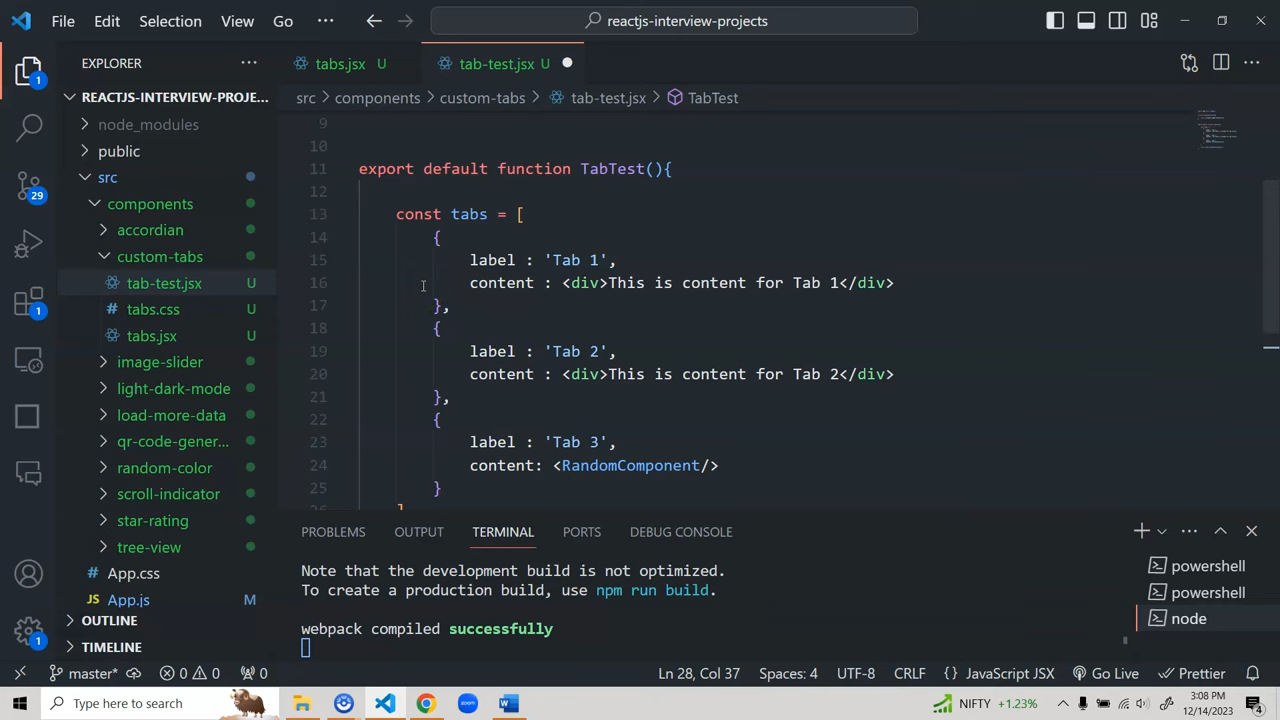 File Edit Selection View Go ··· reactjs-interview-projects
EXPLORER ···
tabs.jsx U tab-test.jsx U
REACTJS-INTERVIEW-PROJE...
src > components > custom-tabs > tab-test.jsx > TabTest
node_modules
public
src
components
accordian
custom-tabs
tab-test.jsx U
tabs.css U
tabs.jsx U
image-slider
light-dark-mode
load-more-data
qr-code-gener...
random-color
scroll-indicator
star-rating
tree-view
# App.css
JS App.js M
OUTLINE
TIMELINE
1
29
1
1
9
10
11 export default function TabTest(){
12
13 const tabs = [
14 {
15 label : 'Tab 1',
16 content : <div>This is content for Tab 1</div>
17 },
18 {
19 label : 'Tab 2',
20 content : <div>This is content for Tab 2</div>
21 },
22 {
23 label : 'Tab 3',
24 content: <RandomComponent/>
25 }
26 ]
PROBLEMS OUTPUT TERMINAL PORTS DEBUG CONSOLE
Note that the development build is not optimized.
To create a production build, use npm run build.
webpack compiled successfully
powershell
powershell
node
master* 0 0 0 Ln 28, Col 37 Spaces: 4 UTF-8 CRLF {} JavaScript JSX Go Live Prettier
Type here to search zoom W NIFTY +1.23% 3:08 PM
12/14/2023 4